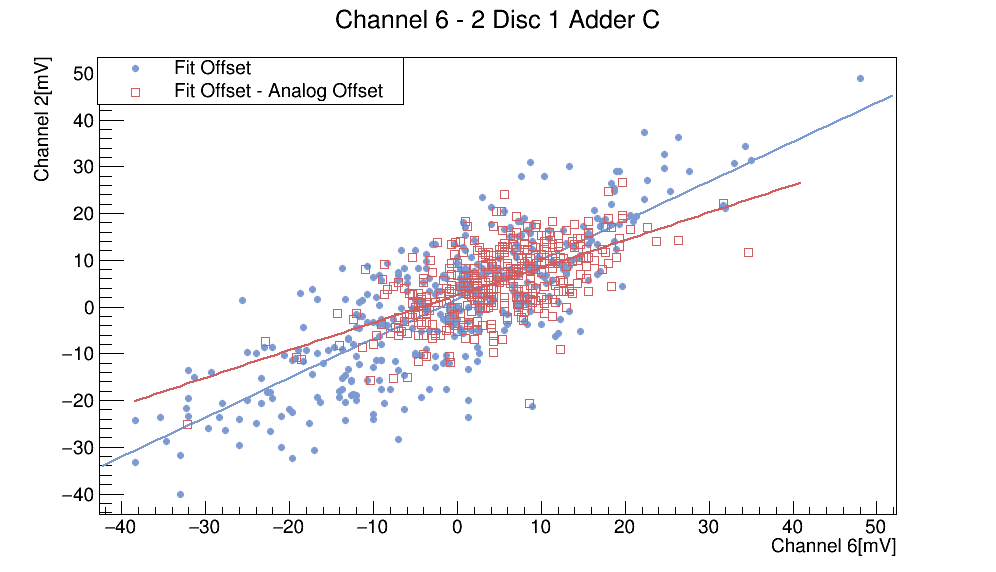 Channel 6 - 2 Disc 1 Adder C
Channel 2[mV]
Fit Offset
Fit Offset - Analog Offset
50
40
30
20
10
0
−10
−20
−30
−40
−40 −30 −20 −10 0 10 20 30 40 50
Channel 6[mV]